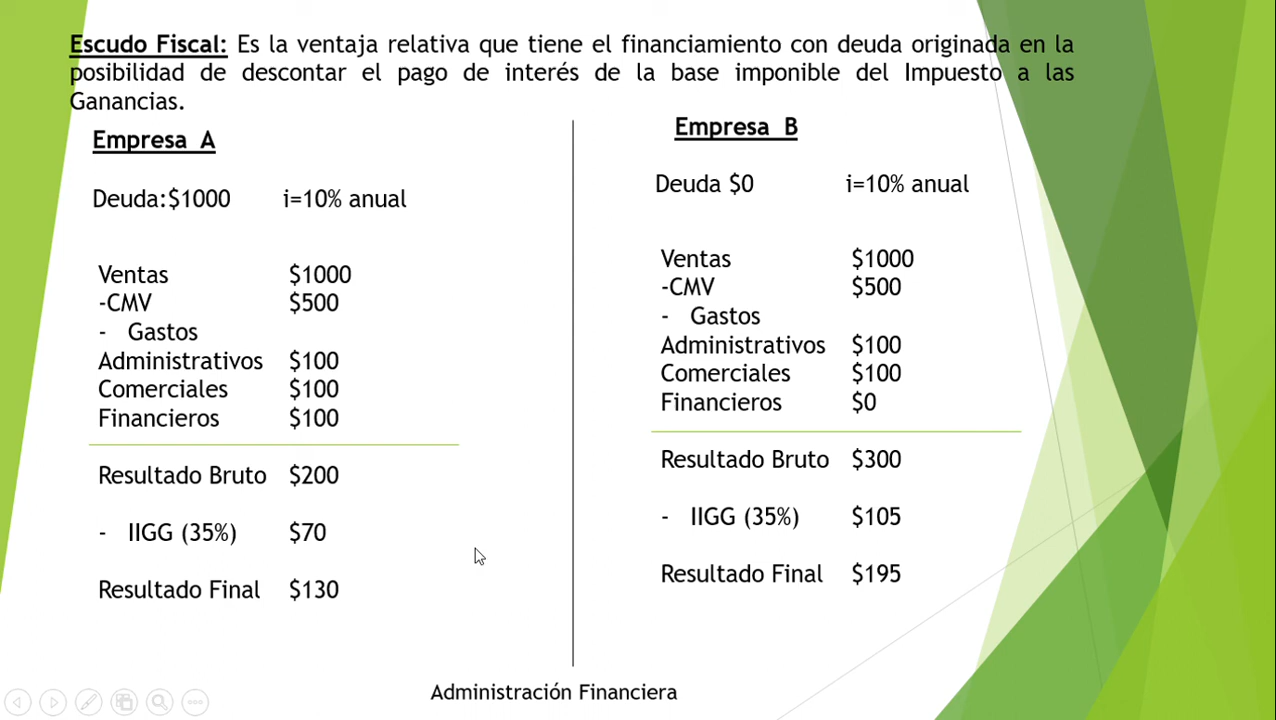 Escudo Fiscal: Es la ventaja relativa que tiene el financiamiento con deuda originada en la
posibilidad de descontar el pago de interés de la base imponible del Impuesto a las
Ganancias.
Empresa A
Deuda:$1000 i=10% anual
Ventas $1000
-CMV $500
- Gastos
Administrativos $100
Comerciales $100
Financieros $100
Resultado Bruto $200
- IIGG (35%) $70
Resultado Final $130
Empresa B
Deuda $0 i=10% anual
Ventas $1000
-CMV $500
- Gastos
Administrativos $100
Comerciales $100
Financieros $0
Resultado Bruto $300
- IIGG (35%) $105
Resultado Final $195
Administración Financiera